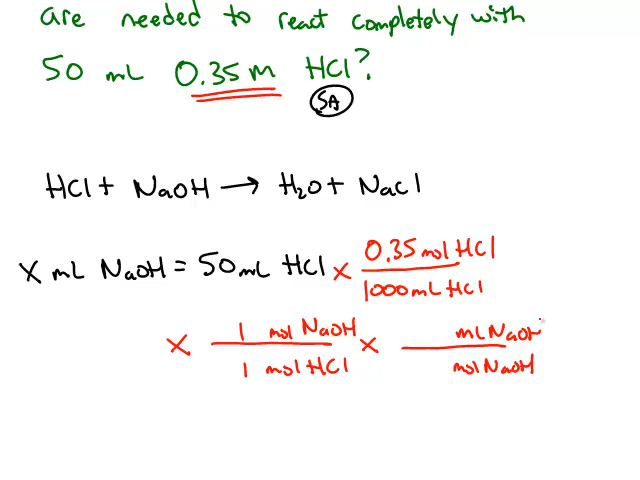 are needed to react completely with
50 mL 0.35 M HCl?
SA
HCl + NaOH → H₂O + NaCl
X mL NaOH = 50 mL HCl × 0.35 mol HCl / 1000 mL HCl
× 1 mol NaOH / 1 mol HCl × mL NaOH / mol NaOH